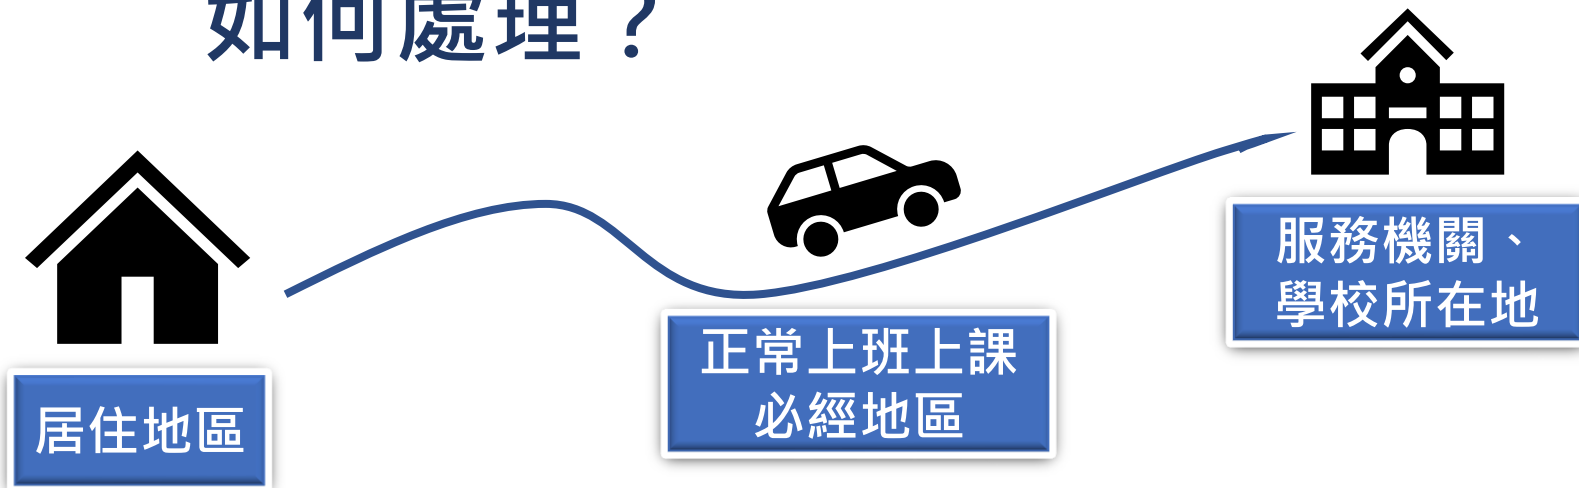 如何處理？
服務機關、
學校所在地
正常上班上課
必經地區
居住地區